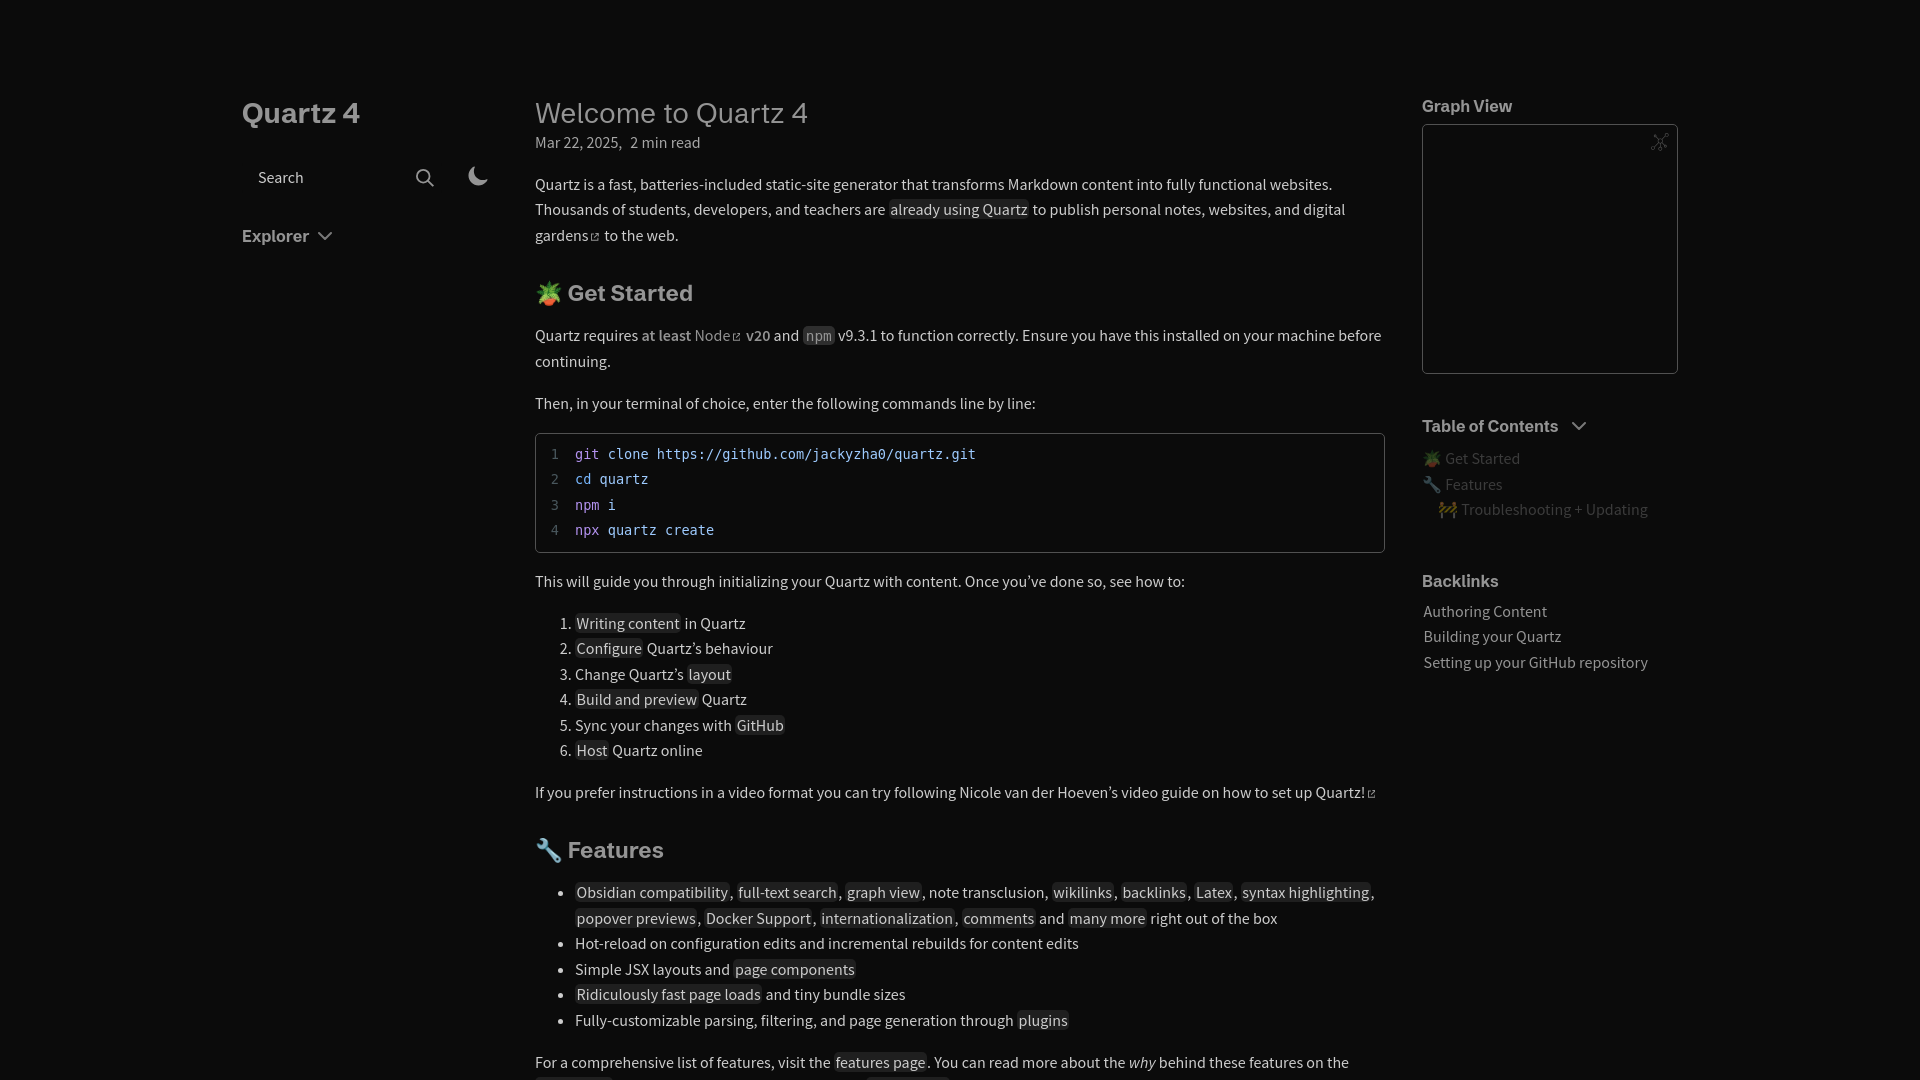 Quartz 4
Search
Explorer
Welcome to Quartz 4
Mar 22, 2025, 2 min read
Quartz is a fast, batteries-included static-site generator that transforms Markdown content into fully functional websites.
Thousands of students, developers, and teachers are already using Quartz to publish personal notes, websites, and digital
gardens to the web.
🪴 Get Started
Quartz requires at least Node v20 and npm v9.3.1 to function correctly. Ensure you have this installed on your machine before
continuing.
Then, in your terminal of choice, enter the following commands line by line:
1 git clone https://github.com/jackyzha0/quartz.git
2 cd quartz
3 npm i
4 npx quartz create
This will guide you through initializing your Quartz with content. Once you’ve done so, see how to:
1. Writing content in Quartz
2. Configure Quartz’s behaviour
3. Change Quartz’s layout
4. Build and preview Quartz
5. Sync your changes with GitHub
6. Host Quartz online
If you prefer instructions in a video format you can try following Nicole van der Hoeven’s video guide on how to set up Quartz!
🔧 Features
• Obsidian compatibility, full-text search, graph view, note transclusion, wikilinks, backlinks, Latex, syntax highlighting,
popover previews, Docker Support, internationalization, comments and many more right out of the box
• Hot-reload on configuration edits and incremental rebuilds for content edits
• Simple JSX layouts and page components
• Ridiculously fast page loads and tiny bundle sizes
• Fully-customizable parsing, filtering, and page generation through plugins
For a comprehensive list of features, visit the features page. You can read more about the why behind these features on the
Graph View
Table of Contents
🪴 Get Started
🔧 Features
🚧 Troubleshooting + Updating
Backlinks
Authoring Content
Building your Quartz
Setting up your GitHub repository